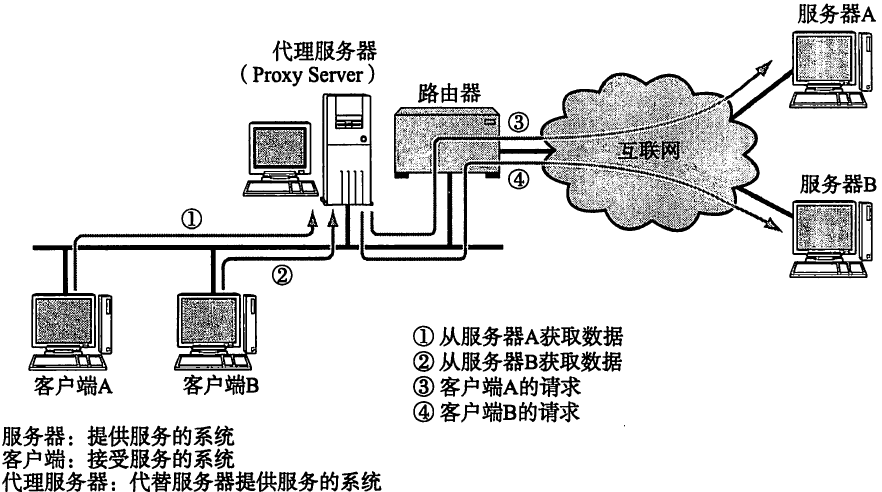 服务器A
代理服务器
（Proxy Server）
路由器
③
互联网
④
服务器B
①
②
客户端A
客户端B
① 从服务器A获取数据
② 从服务器B获取数据
③ 客户端A的请求
④ 客户端B的请求
服务器：提供服务的系统
客户端：接受服务的系统
代理服务器：代替服务器提供服务的系统